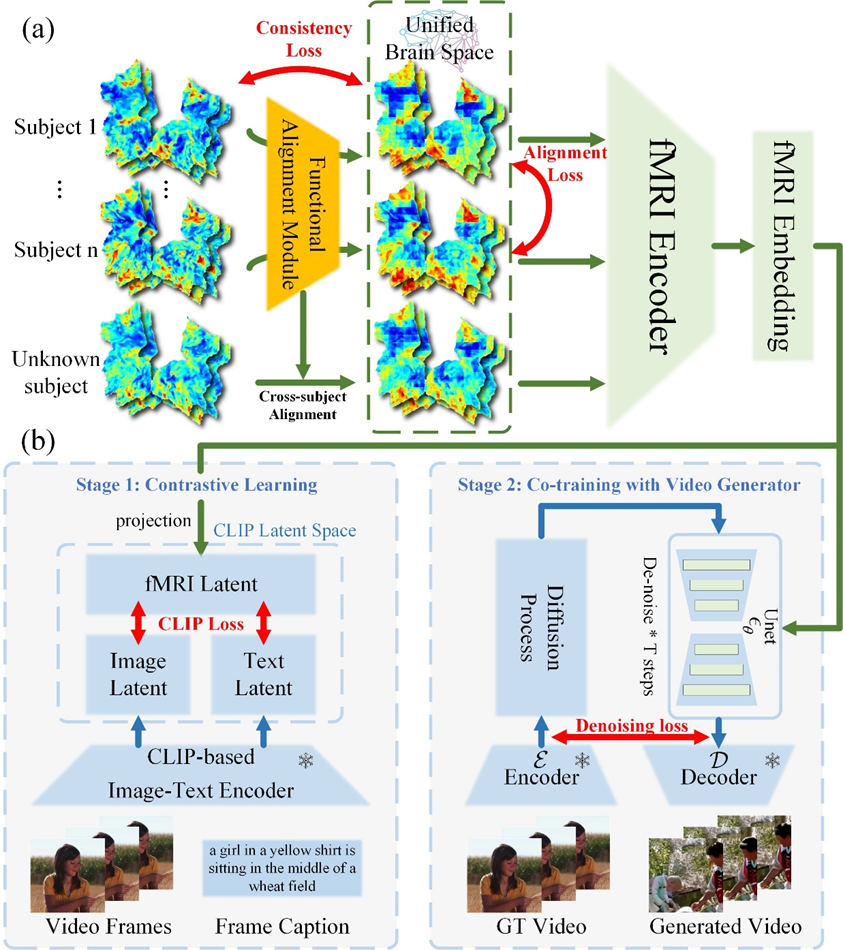 (a)
Consistency
Loss
Unified
Brain Space
Subject 1
...
...
Subject n
Unknown
subject
Functional
Alignment Module
Cross-subject
Alignment
Alignment
Loss
fMRI Encoder
fMRI Embedding
(b)
Stage 1: Contrastive Learning
projection
CLIP Latent Space
fMRI Latent
CLIP Loss
Image
Latent
Text
Latent
CLIP-based
Image-Text Encoder
a girl in a yellow shirt is
sitting in the middle of a
wheat field
Video Frames
Frame Caption
Stage 2: Co-training with Video Generator
Diffusion
Process
De-noise * T steps
Unet
ϵθ
Denoising loss
ℰ
Encoder
𝒟
Decoder
GT Video
Generated Video